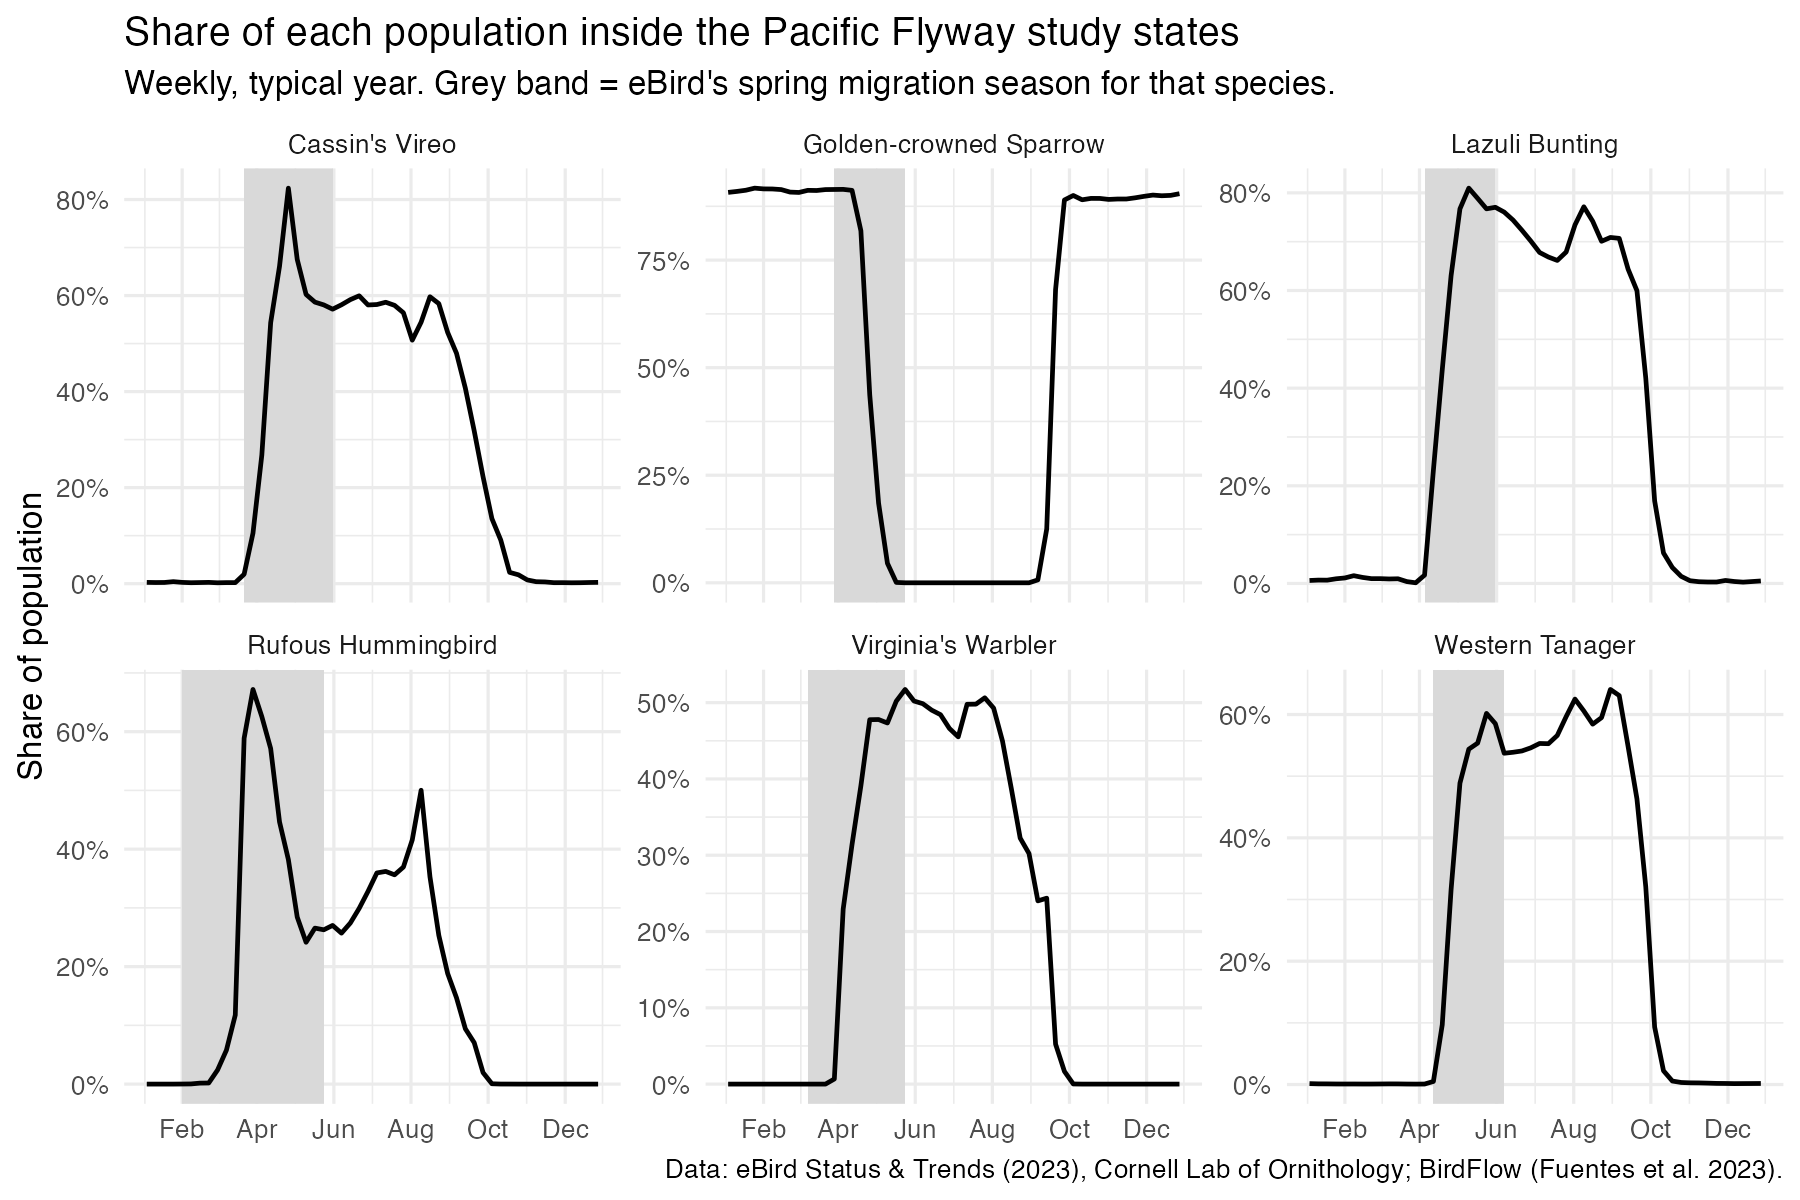 Share of each population inside the Pacific Flyway study states
Weekly, typical year. Grey band = eBird's spring migration season for that species.
Share of population
Cassin's Vireo
80%
60%
40%
20%
0%
Golden-crowned Sparrow
75%
50%
25%
0%
Lazuli Bunting
80%
60%
40%
20%
0%
Rufous Hummingbird
60%
40%
20%
0%
Feb Apr Jun Aug Oct Dec
Virginia's Warbler
50%
40%
30%
20%
10%
0%
Feb Apr Jun Aug Oct Dec
Western Tanager
60%
40%
20%
0%
Feb Apr Jun Aug Oct Dec
Data: eBird Status & Trends (2023), Cornell Lab of Ornithology; BirdFlow (Fuentes et al. 2023).